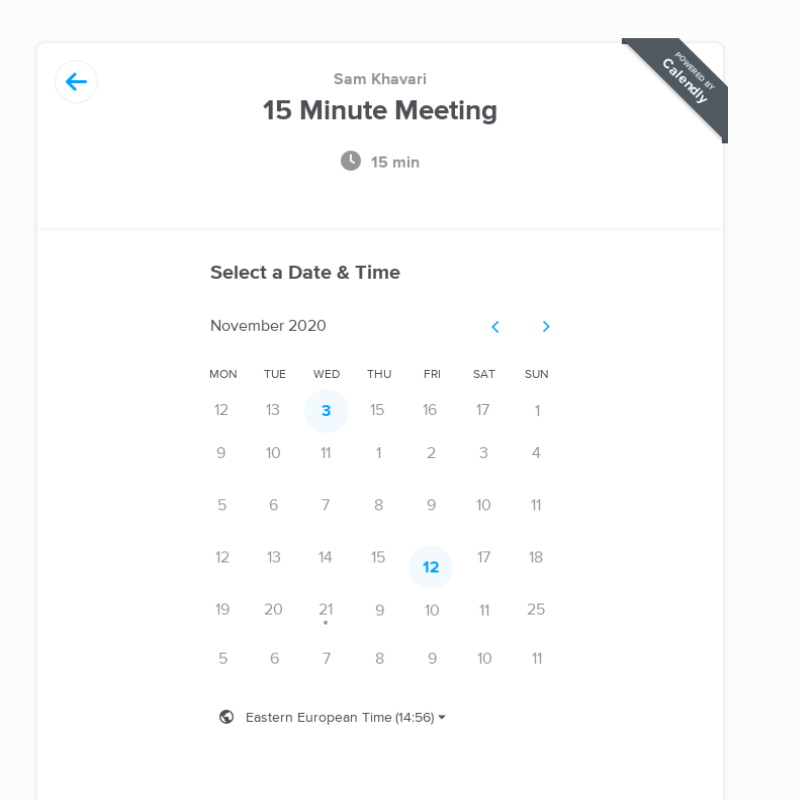 POWERED BY
Calendly
Sam Khavari
15 Minute Meeting
15 min
Select a Date & Time
November 2020
MON TUE WED THU FRI SAT SUN
12 13 3 15 16 17 1
9 10 11 1 2 3 4
5 6 7 8 9 10 11
12 13 14 15 12 17 18
19 20 21 9 10 11 25
5 6 7 8 9 10 11
Eastern European Time (14:56)